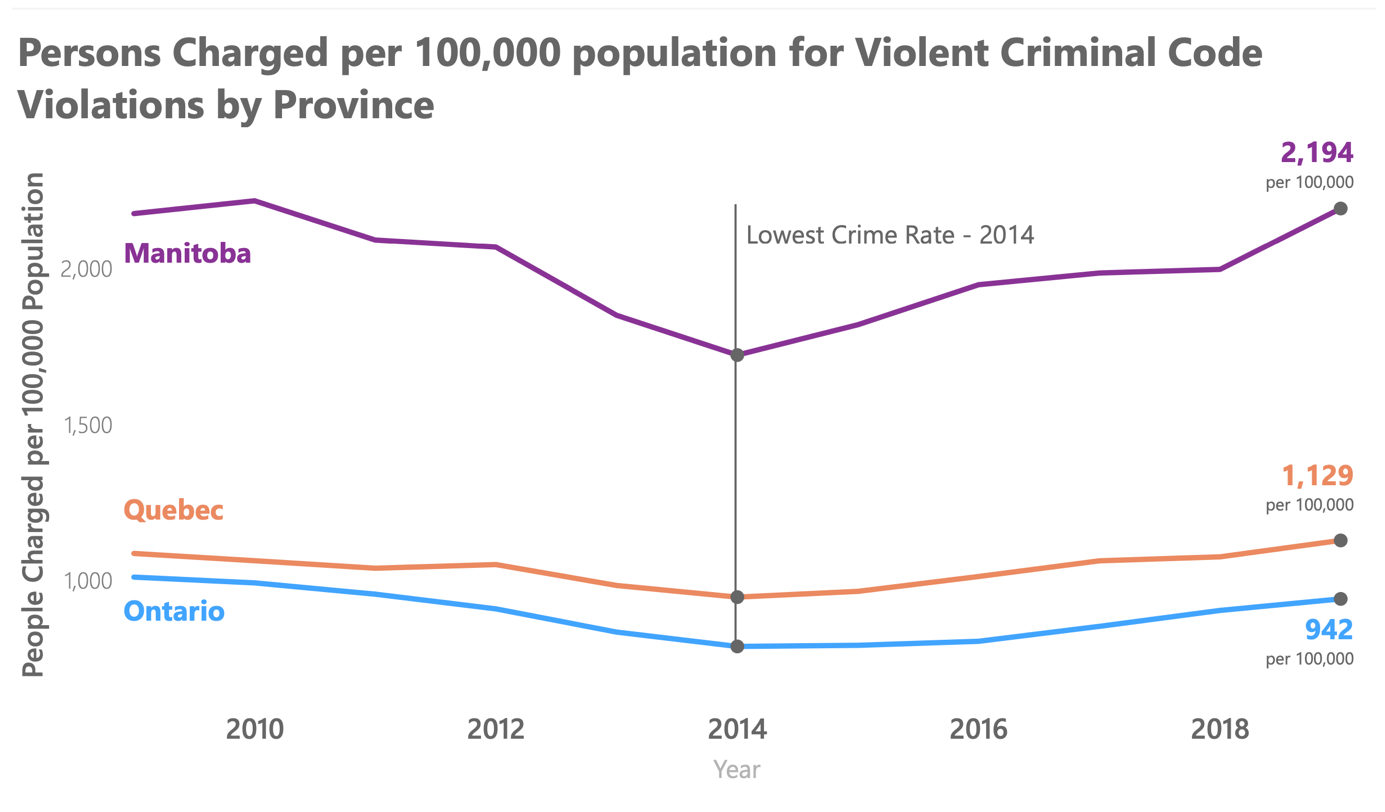 Persons Charged per 100,000 population for Violent Criminal Code
Violations by Province
People Charged per 100,000 Population
2,194
per 100,000
Lowest Crime Rate - 2014
Manitoba
2,000
1,500
1,129
per 100,000
Quebec
1,000
Ontario
942
per 100,000
2010 2012 2014 2016 2018
Year